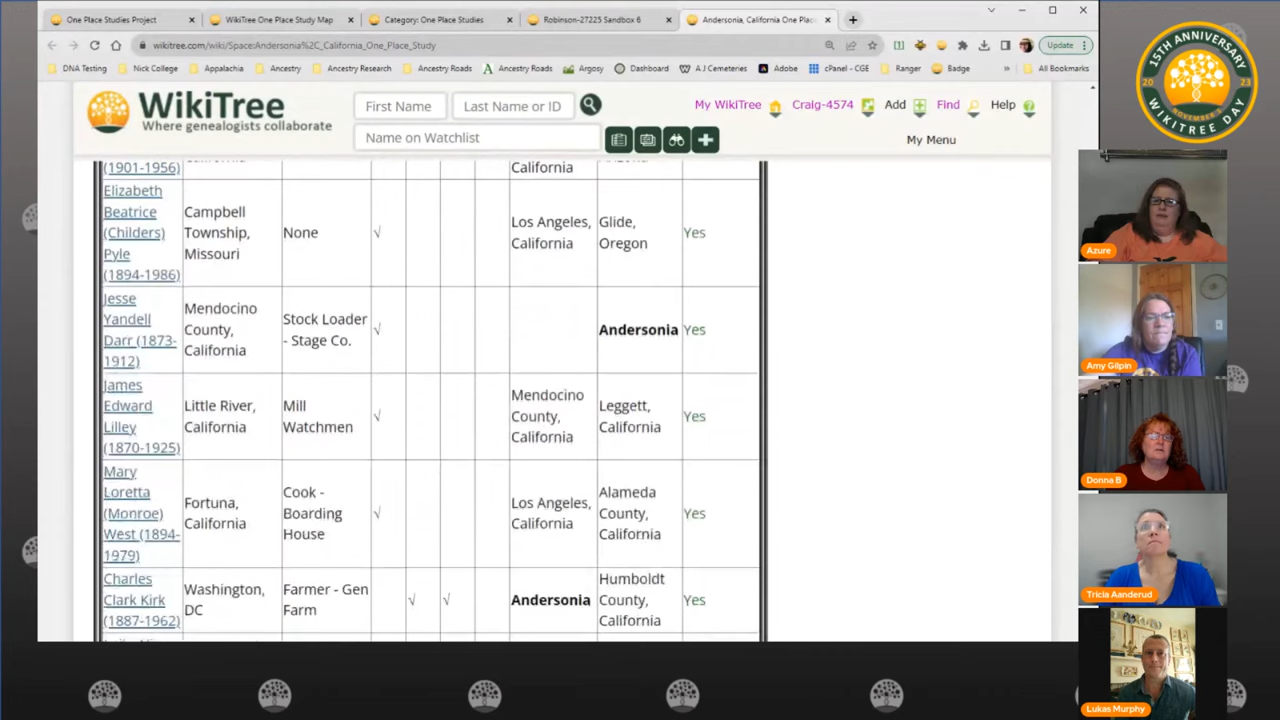 Robinson-27225 Sandbox 6
One Place Studies Project
WikiTree One Place Study Map
Category: One Place Studies
Andersonia, California One Plac
wikitree.com/wiki/Space:Andersonia%2C_California_One_Place_Study
Update
DNA Testing
Nick College
Appalachia
Ancestry
Ancestry Roads
Argosy
Dashboard
A J Cemeteries
Adobe
cPanel - CGE
Ranger
Badge
»
All Bookmarks
WikiTree
Where genealogists collaborate
First Name
Last Name or ID
Name on Watchlist
My WikiTree
Craig-4574
Add
Find
Help
My Menu
(1901-1956)
California
Elizabeth
Beatrice
(Childers)
Pyle
(1894-1986)
Campbell
Township,
Missouri
None
√
Los Angeles,
California
Glide,
Oregon
Yes
Jesse
Yandell
Darr (1873-
1912)
Mendocino
County,
California
Stock Loader
- Stage Co.
√
Andersonia
Yes
James
Edward
Lilley
(1870-1925)
Little River,
California
Mill
Watchmen
√
Mendocino
County,
California
Leggett,
California
Yes
Mary
Loretta
(Monroe)
West (1894-
1979)
Fortuna,
California
Cook -
Boarding
House
√
Los Angeles,
California
Alameda
County,
California
Yes
Charles
Clark Kirk
(1887-1962)
Washington,
DC
Farmer - Gen
Farm
√
√
Andersonia
Humboldt
County,
California
Yes
15TH ANNIVERSARY
20 23
NOVEMBER 5
WIKITREE DAY
Azure
Amy Gilpin
Donna B
Tricia Aanderud
Lukas Murphy